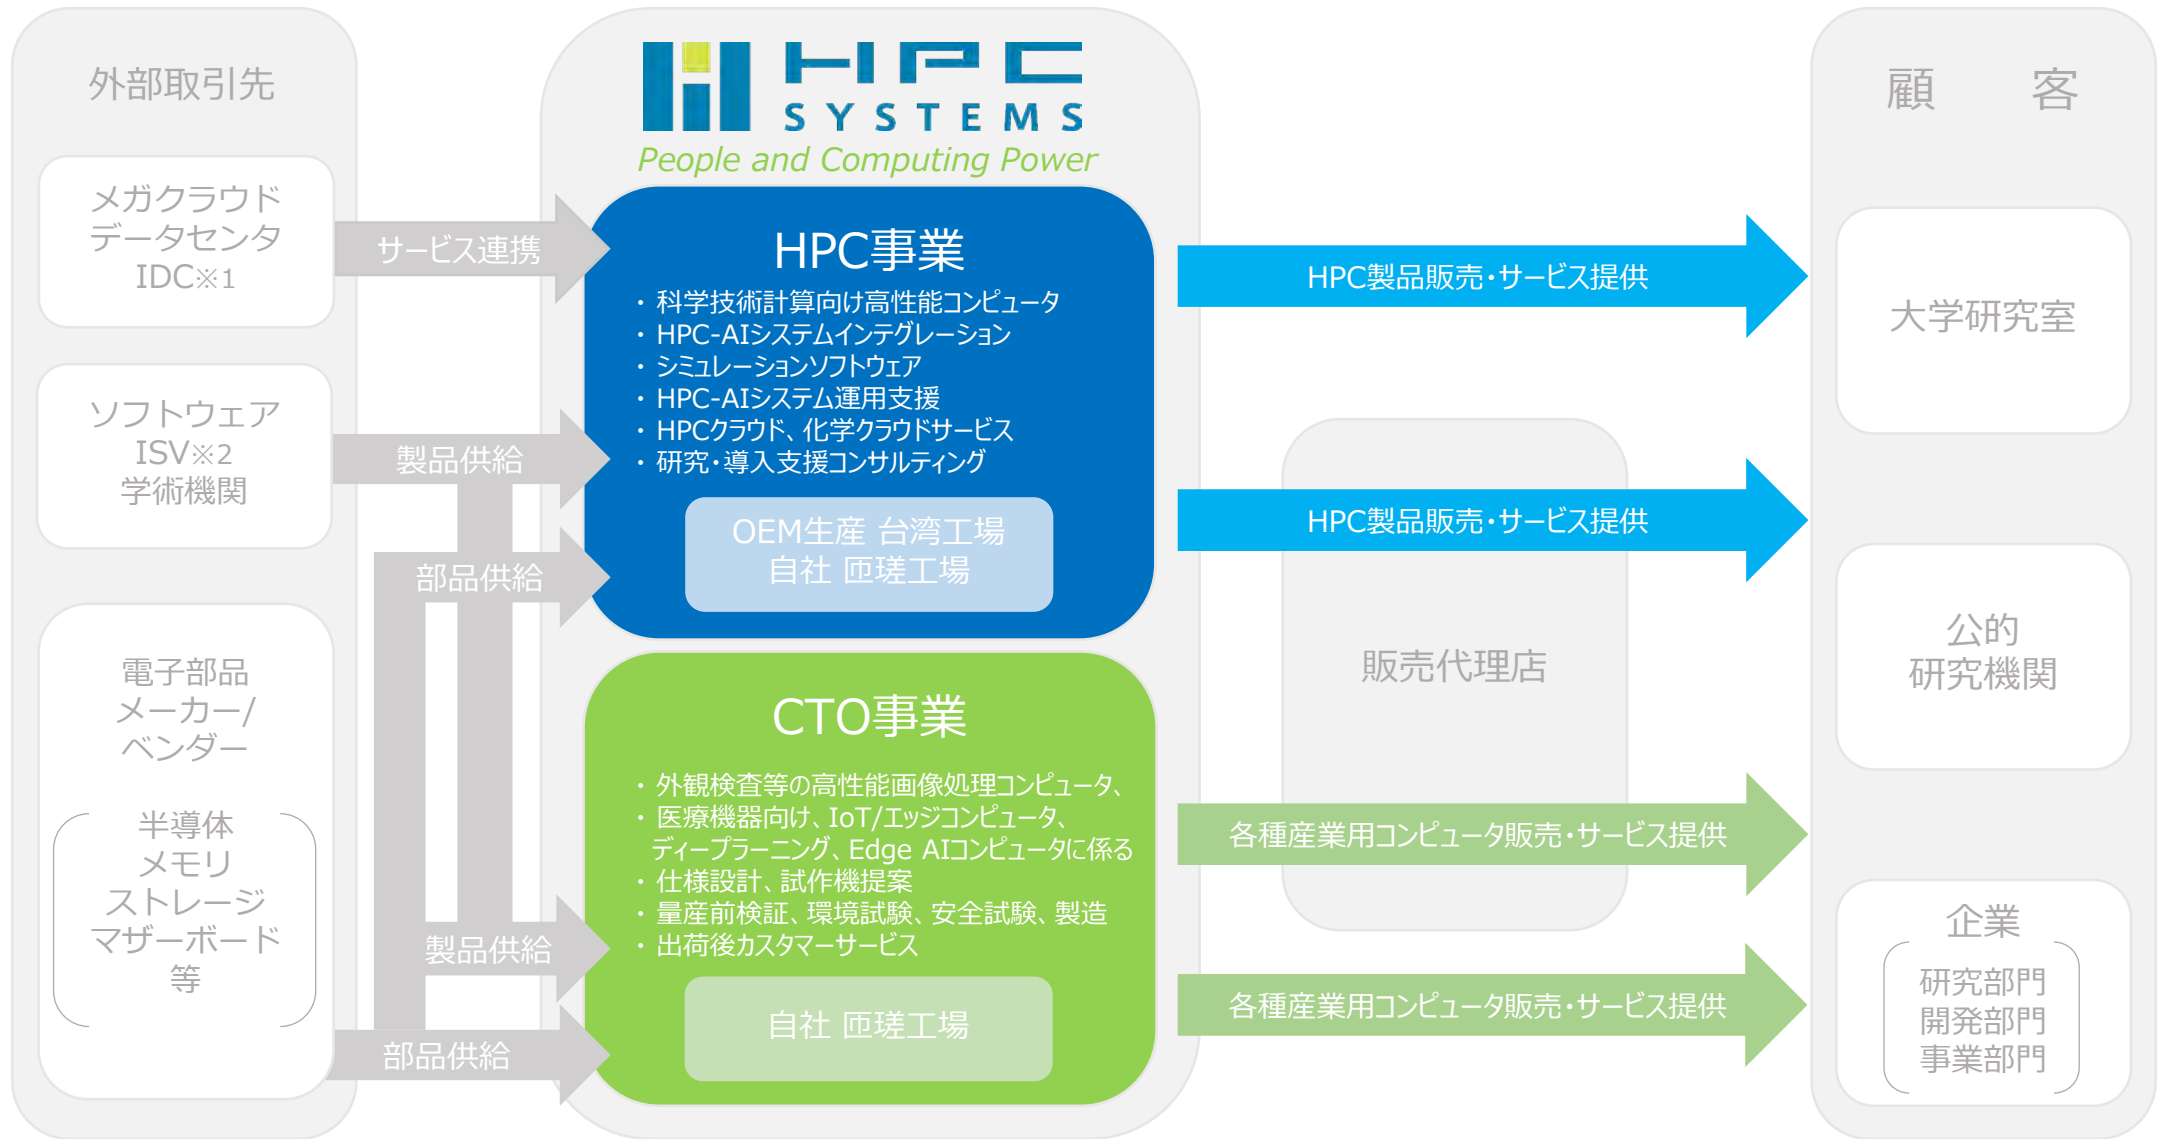 外部取引先
メガクラウド
データセンタ
IDC※1
ソフトウェア
ISV※2
学術機関
電子部品
メーカー/
ベンダー
半導体
メモリ
ストレージ
マザーボード
等
サービス連携
製品供給
部品供給
製品供給
部品供給
HPC
SYSTEMS
People and Computing Power
HPC事業
・ 科学技術計算向け高性能コンピュータ
・ HPC-AIシステムインテグレーション
・ シミュレーションソフトウェア
・ HPC-AIシステム運用支援
・ HPCクラウド、化学クラウドサービス
・ 研究・導入支援コンサルティング
OEM生産 台湾工場
自社 匝瑳工場
CTO事業
・ 外観検査等の高性能画像処理コンピュータ、
・ 医療機器向け、IoT/エッジコンピュータ、
ディープラーニング、Edge AIコンピュータに係る
・ 仕様設計、試作機提案
・ 量産前検証、環境試験、安全試験、製造
・ 出荷後カスタマーサービス
自社 匝瑳工場
HPC製品販売・サービス提供
HPC製品販売・サービス提供
販売代理店
各種産業用コンピュータ販売・サービス提供
各種産業用コンピュータ販売・サービス提供
顧 客
大学研究室
公的
研究機関
企業
研究部門
開発部門
事業部門